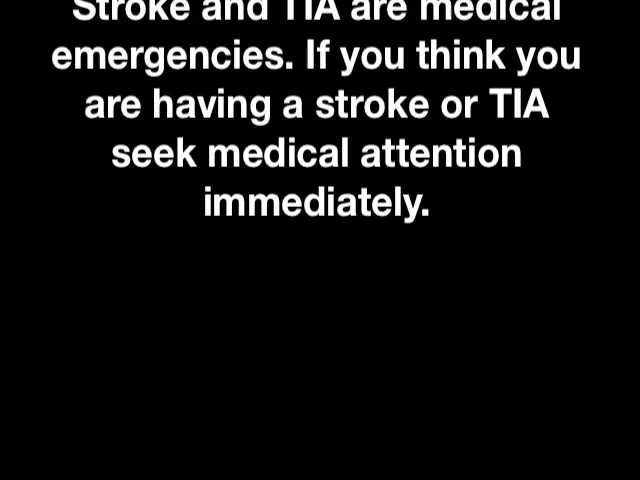 Stroke and TIA are medical
emergencies. If you think you
are having a stroke or TIA
seek medical attention
immediately.